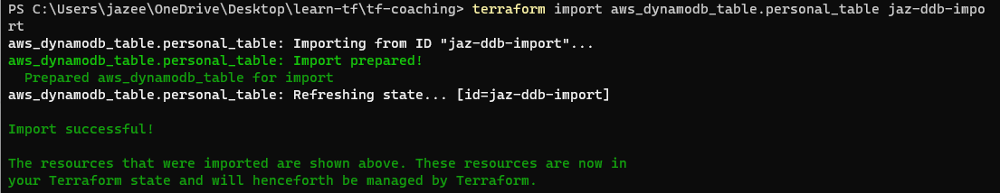 PS C:\Users\jazee\OneDrive\Desktop\learn-tf\tf-coaching> terraform import aws_dynamodb_table.personal_table jaz-ddb-impo
rt
aws_dynamodb_table.personal_table: Importing from ID "jaz-ddb-import"...
aws_dynamodb_table.personal_table: Import prepared!
  Prepared aws_dynamodb_table for import
aws_dynamodb_table.personal_table: Refreshing state... [id=jaz-ddb-import]
Import successful!
The resources that were imported are shown above. These resources are now in
your Terraform state and will henceforth be managed by Terraform.